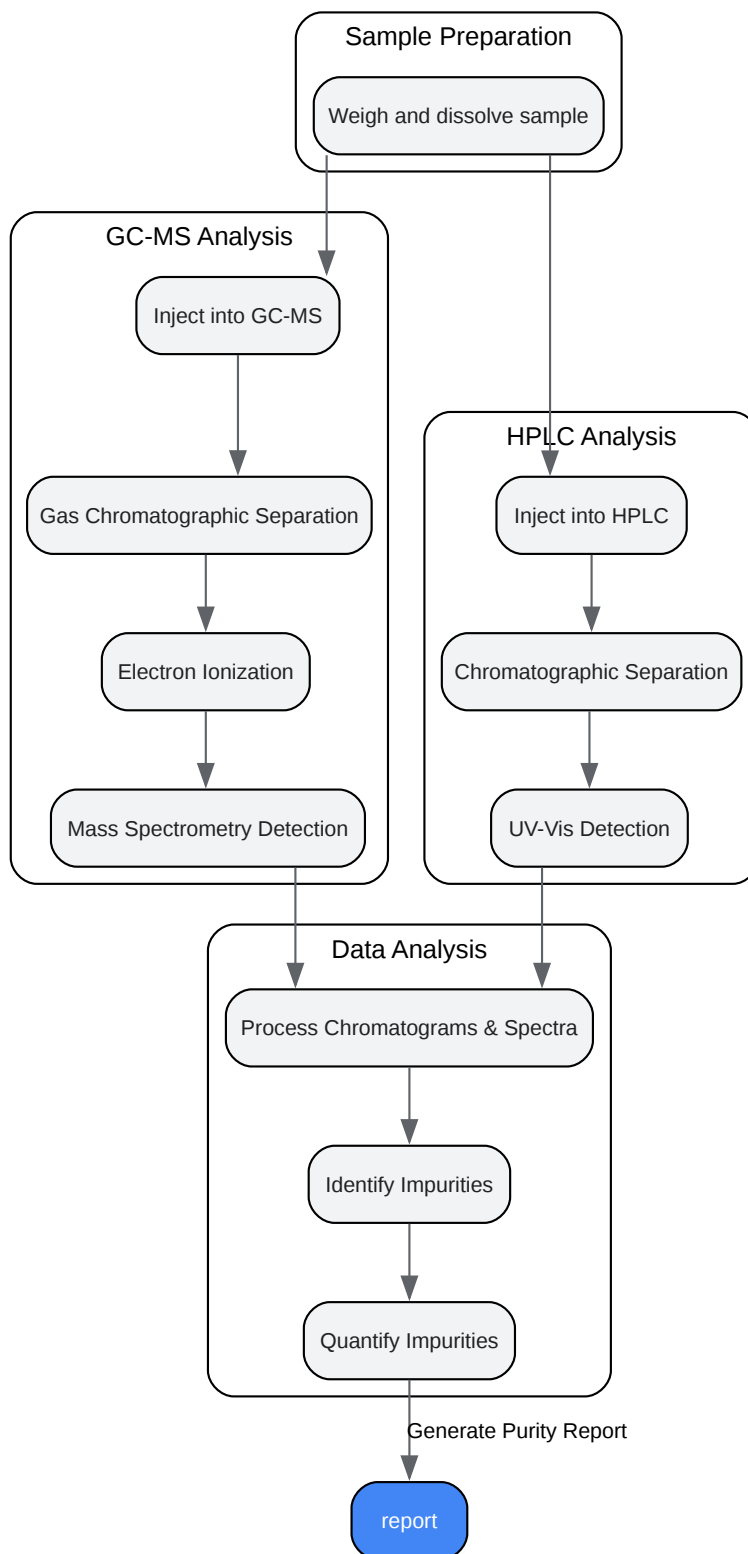 Sample Preparation
Weigh and dissolve sample
GC-MS Analysis
Inject into GC-MS
Gas Chromatographic Separation
Electron Ionization
Mass Spectrometry Detection
HPLC Analysis
Inject into HPLC
Chromatographic Separation
UV-Vis Detection
Data Analysis
Process Chromatograms & Spectra
Identify Impurities
Quantify Impurities
Generate Purity Report
report